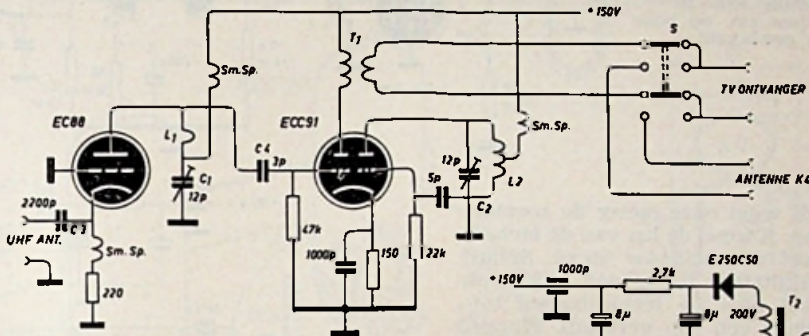 +150V
T1
S
Sm.Sp.
EC88
ECC91
Sm.Sp.
TV ONTVANGER
L1
C4
3p
12p
L2
C1
12p
5p
C2
2200p
C3
ANTENNE K4
UHF ANT.
47k
Sm.Sp.
1000p
150
22k
+150V
1000p
2,7k
E250C50
220
8µ
8µ
200V
T2